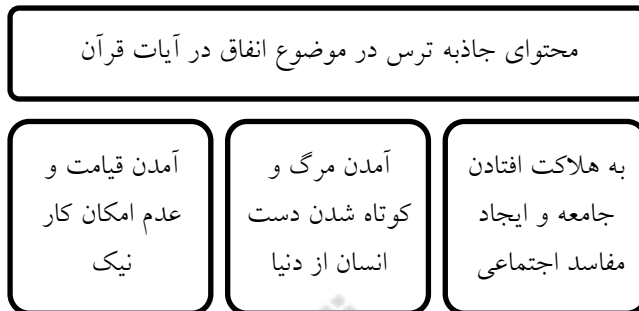 محتوای جاذبه ترس در موضوع انفاق در آیات قرآن
به هلاکت افتادن
جامعه و ایجاد
مفاسد اجتماعی
آمدن مرگ و
کوتاه شدن دست
انسان از دنیا
آمدن قیامت و
عدم امکان کار
نیک